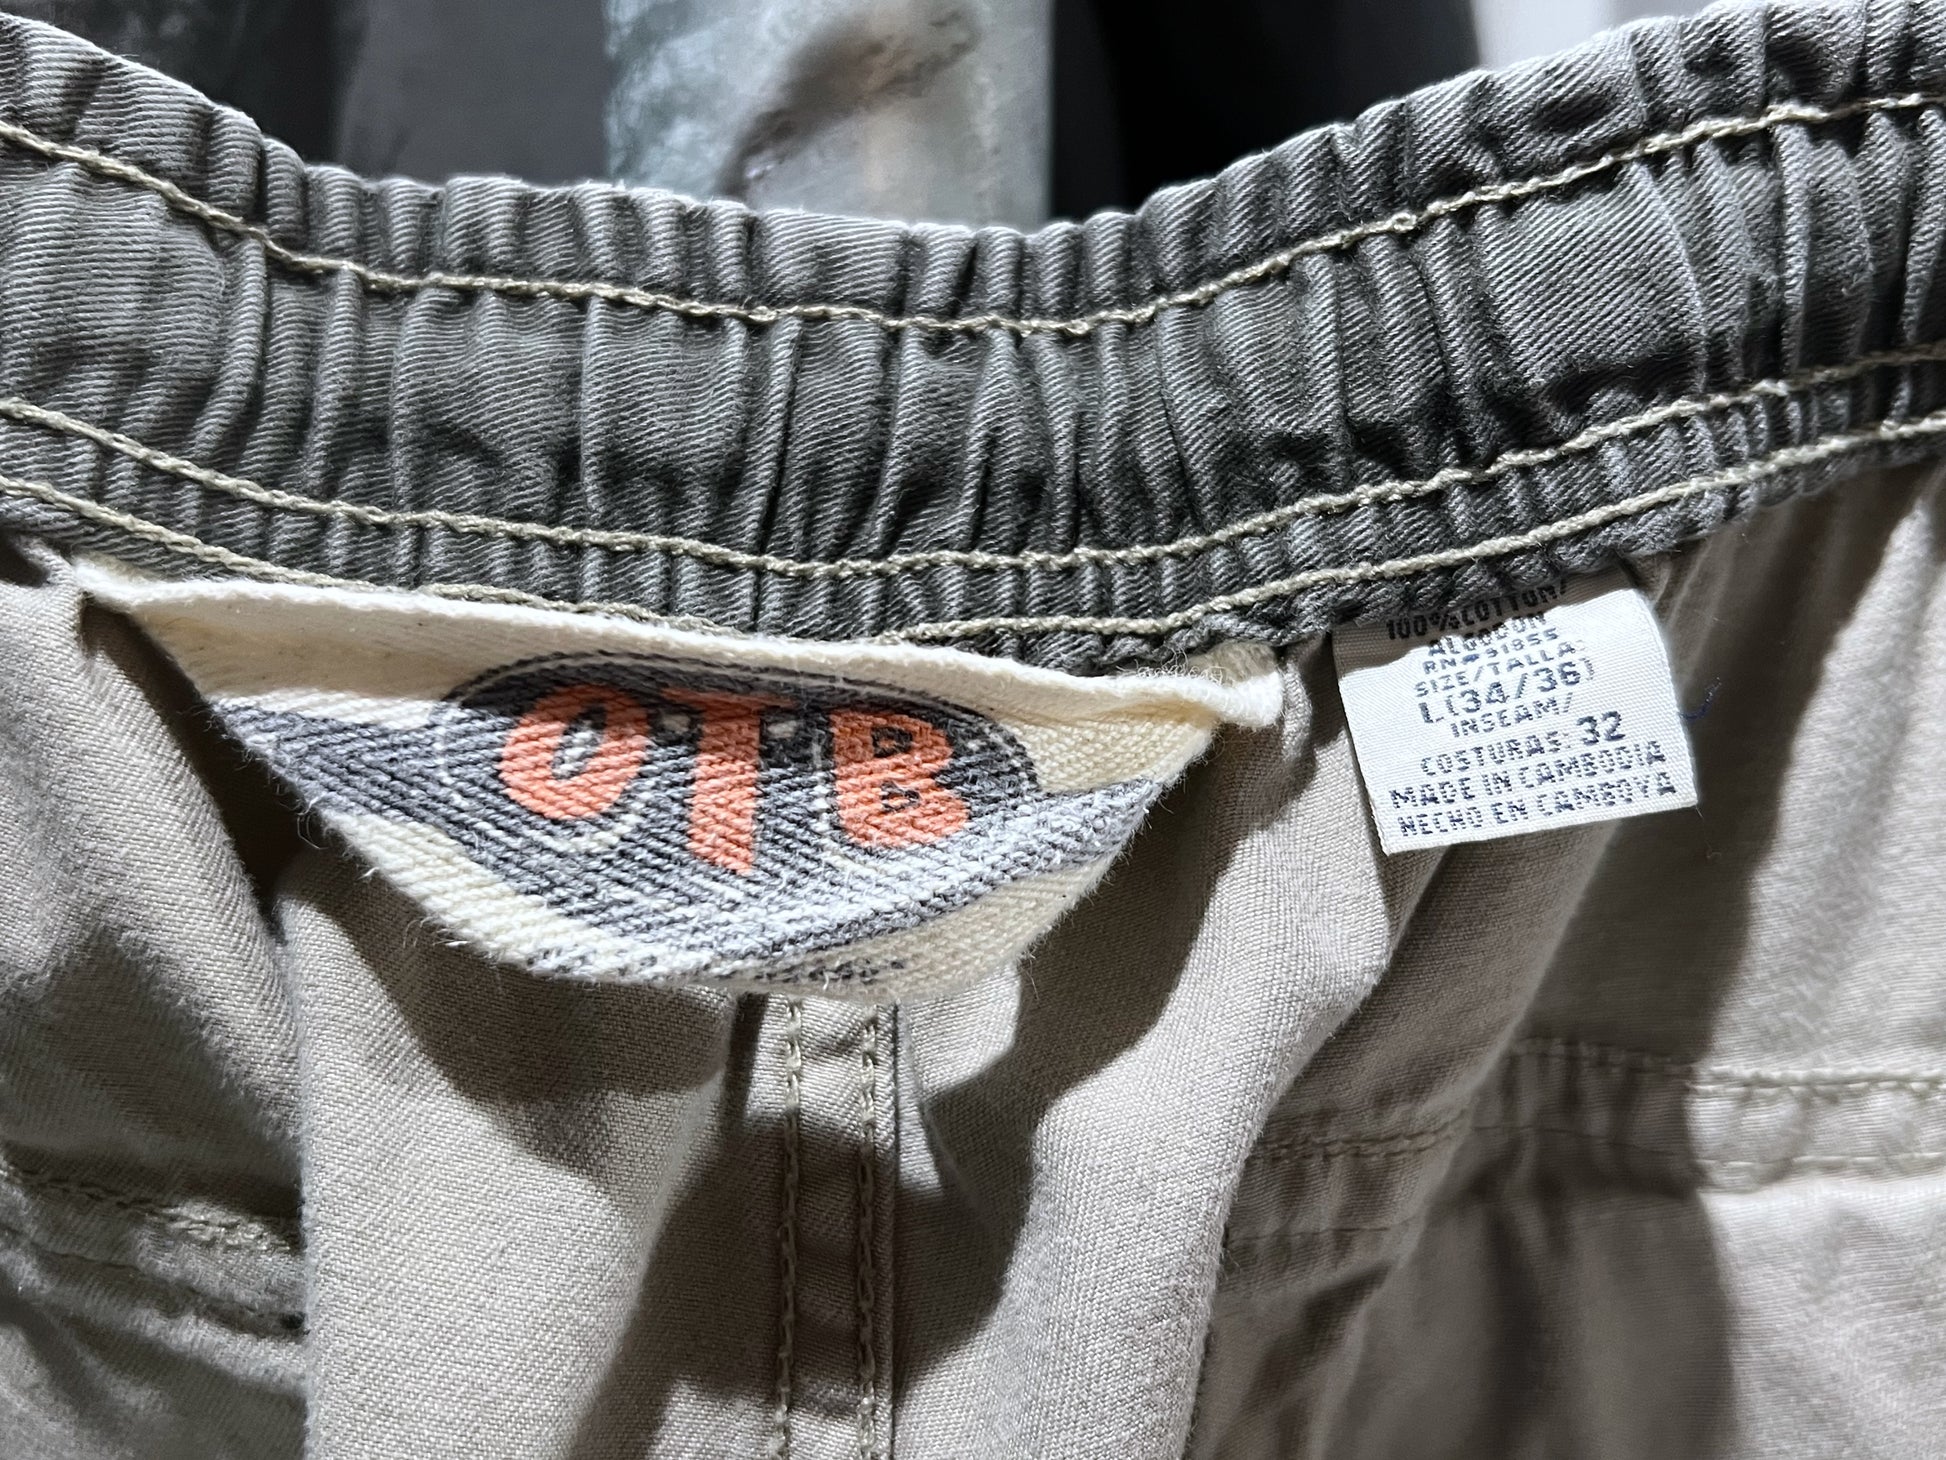 OTB
100% COTTON/
ALGODON
RN# 51855
SIZE/TALLA:
L(34/36)
INSEAM/
COSTURAS: 32
MADE IN CAMBODIA
HECHO EN CAMBOYA